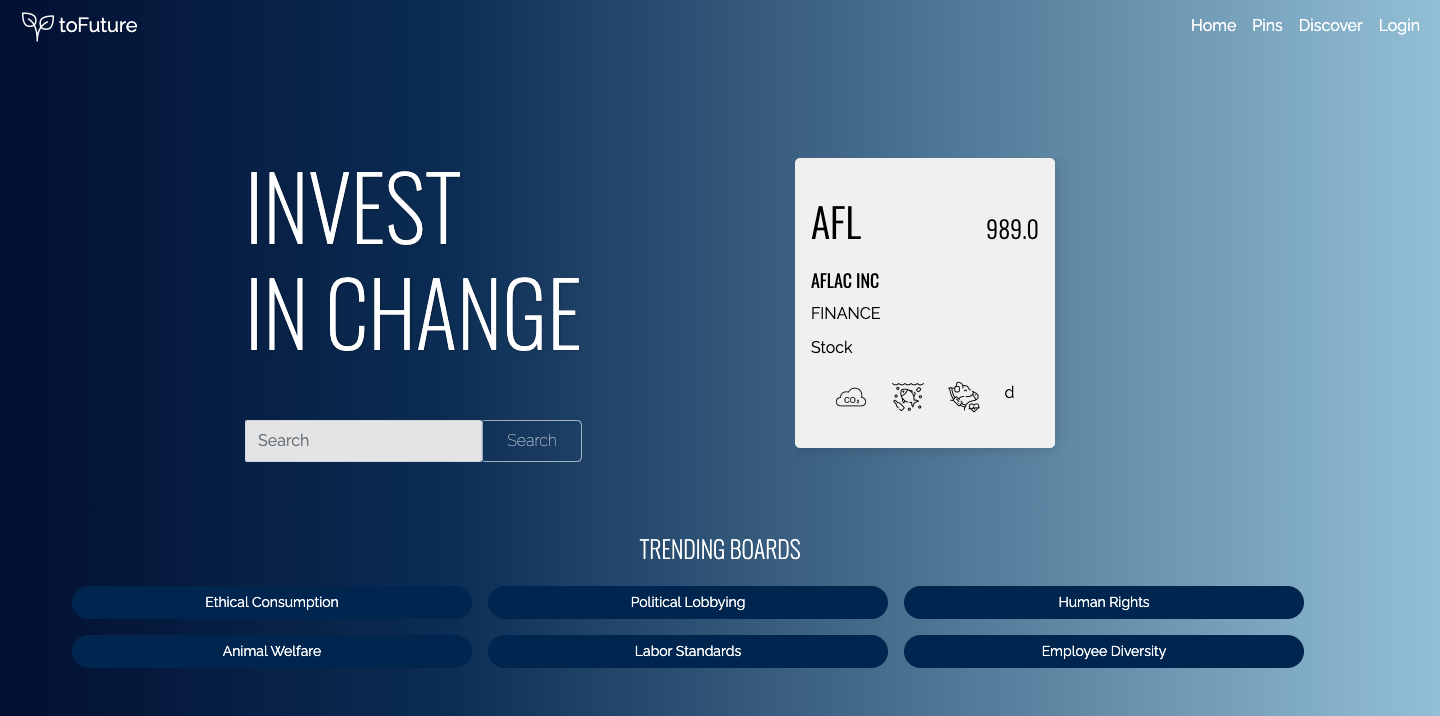 toFuture
Home Pins Discover Login
INVEST
IN CHANGE
Search Search
AFL 989.0
AFLAC INC
FINANCE
Stock
CO₂ d
TRENDING BOARDS
Ethical Consumption Political Lobbying Human Rights
Animal Welfare Labor Standards Employee Diversity